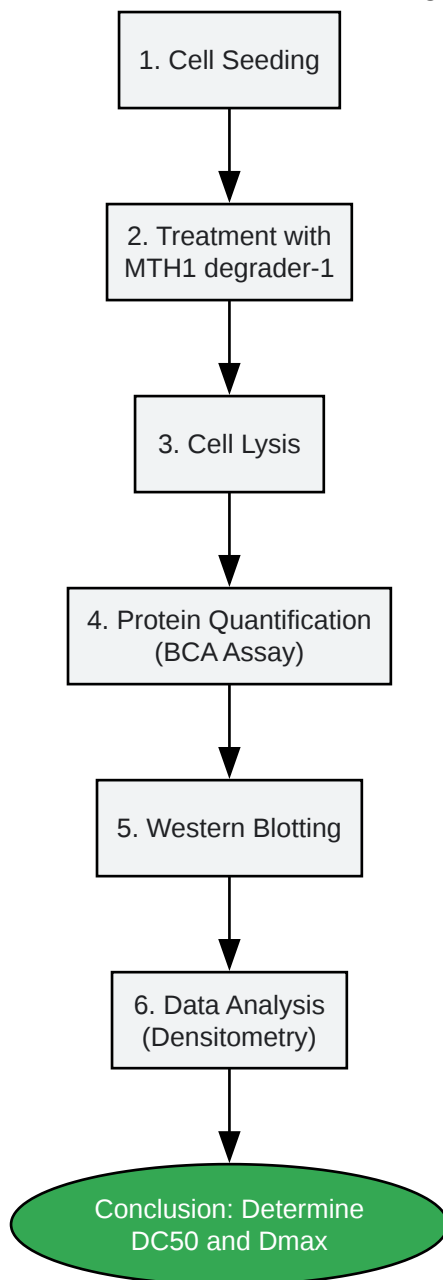 1. Cell Seeding
2. Treatment with
MTH1 degrader-1
3. Cell Lysis
4. Protein Quantification
(BCA Assay)
5. Western Blotting
6. Data Analysis
(Densitometry)
Conclusion: Determine
DC50 and Dmax